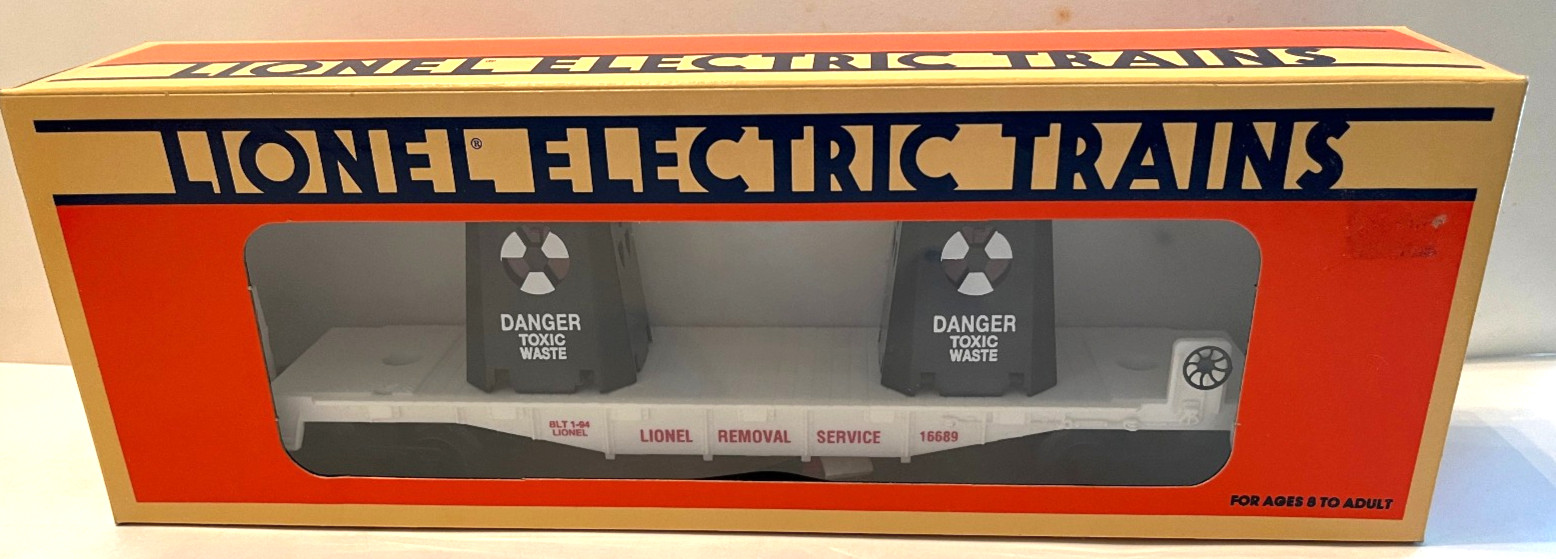 LIONEL ELECTRIC TRAINS
LIONEL® ELECTRIC TRAINS
DANGER
TOXIC
WASTE
DANGER
TOXIC
WASTE
BLT 1-94
LIONEL
LIONEL REMOVAL SERVICE 16689
FOR AGES 8 TO ADULT